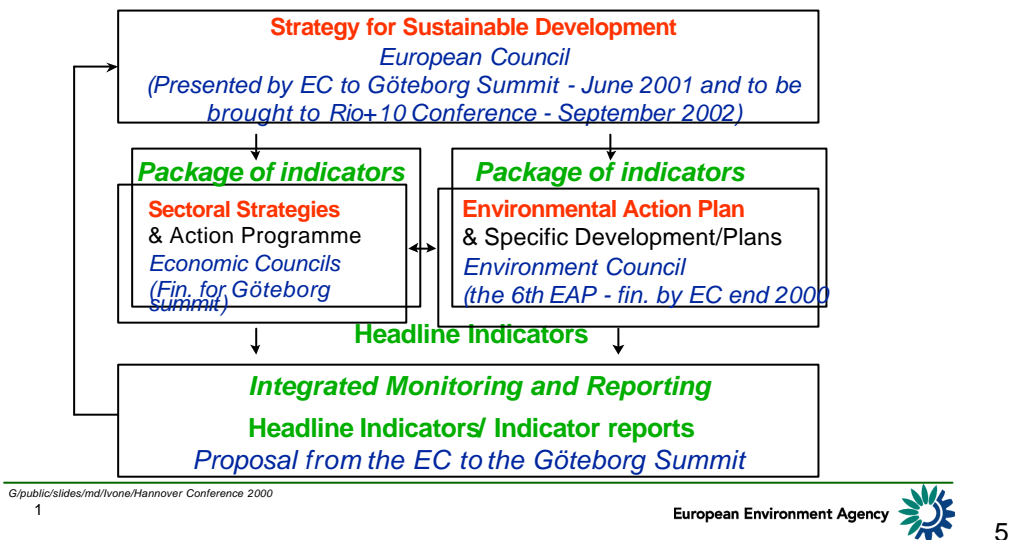 Strategy for Sustainable Development
European Council
(Presented by EC to Göteborg Summit - June 2001 and to be
brought to Rio+10 Conference - September 2002)
Package of indicators
Sectoral Strategies
& Action Programme
Economic Councils
(Fin. for Göteborg
summit)
Package of indicators
Environmental Action Plan
& Specific Development/Plans
Environment Council
(the 6th EAP - fin. by EC end 2000
Headline Indicators
Integrated Monitoring and Reporting
Headline Indicators/ Indicator reports
Proposal from the EC to the Göteborg Summit
G/public/slides/md/Ivone/Hannover Conference 2000
1
European Environment Agency
5